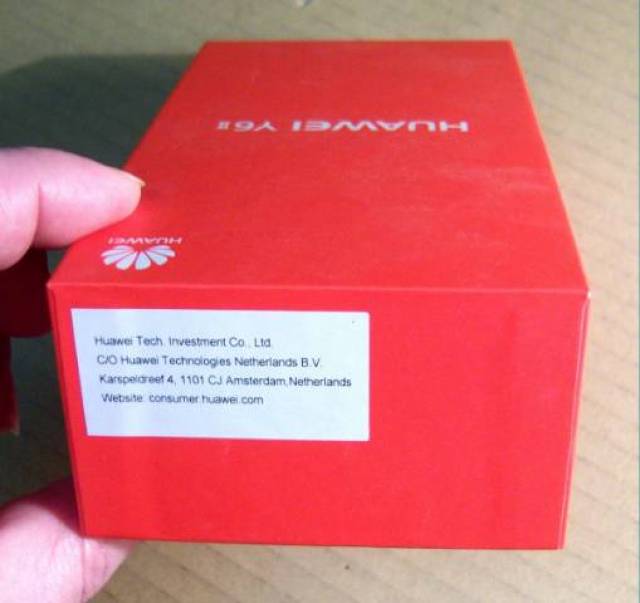 HUAWEI Y6II
HUAWEI
Huawei Tech. Investment Co., Ltd.
C/O Huawei Technologies Netherlands B.V.
Karspeldreef 4, 1101 CJ Amsterdam,Netherlands
Website: consumer.huawei.com